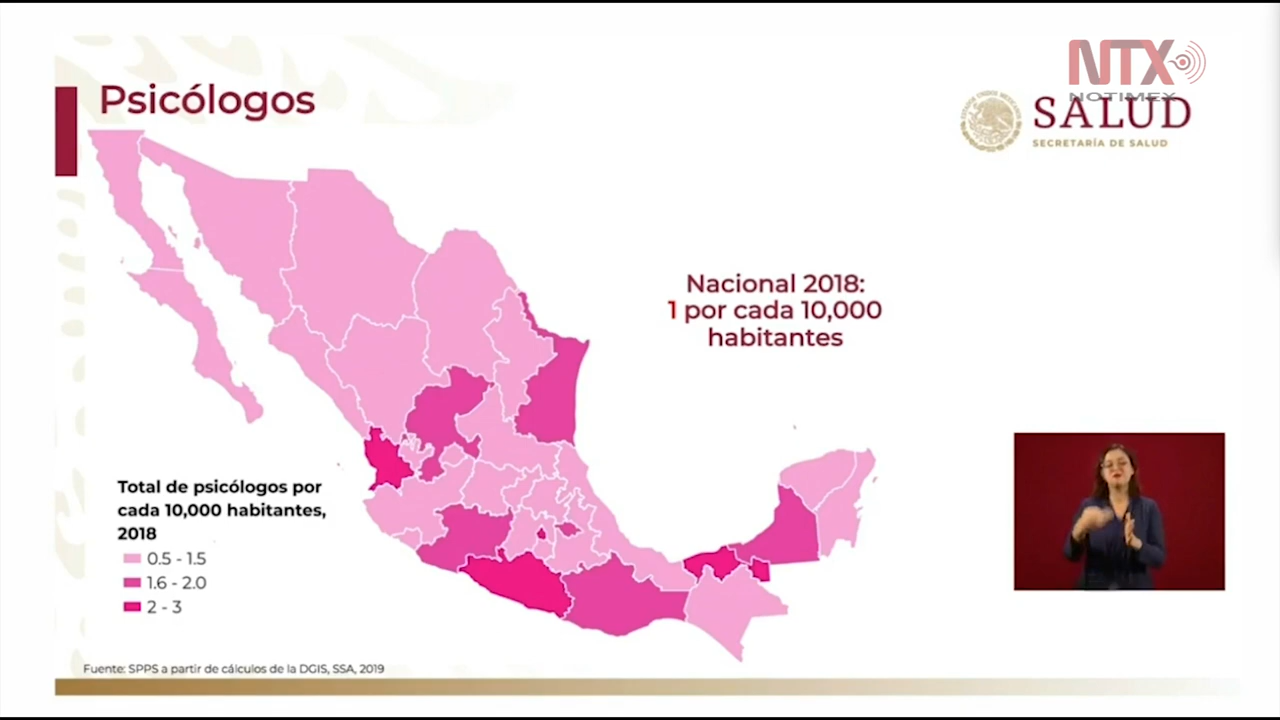 NTX
NOTIMEX
Psicólogos
SALUD
SECRETARÍA DE SALUD
Nacional 2018:
1 por cada 10,000
habitantes
Total de psicólogos por
cada 10,000 habitantes,
2018
0.5 - 1.5
1.6 - 2.0
2 - 3
Fuente: SPPS a partir de cálculos de la DGIS, SSA, 2019